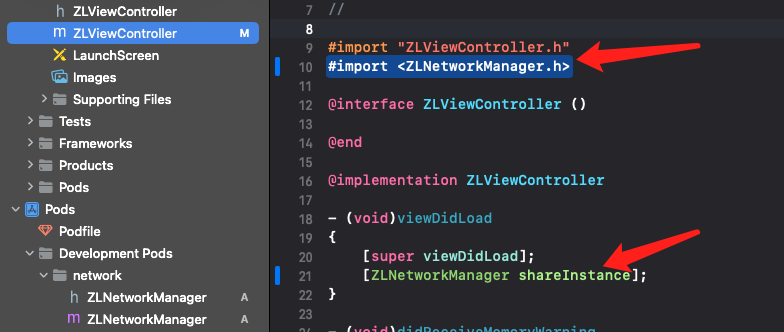 h ZLViewController
m ZLViewController M
LaunchScreen
Images
Supporting Files
Tests
Frameworks
Products
Pods
Pods
Podfile
Development Pods
network
h ZLNetworkManager A
m ZLNetworkManager A
7 //
8
9 #import "ZLViewController.h"
10 #import <ZLNetworkManager.h>
11
12 @interface ZLViewController ()
13
14 @end
15
16 @implementation ZLViewController
17
18 - (void)viewDidLoad
19 {
20 [super viewDidLoad];
21 [ZLNetworkManager shareInstance];
22 }
23
24 - (void)didReceiveMemoryWarning